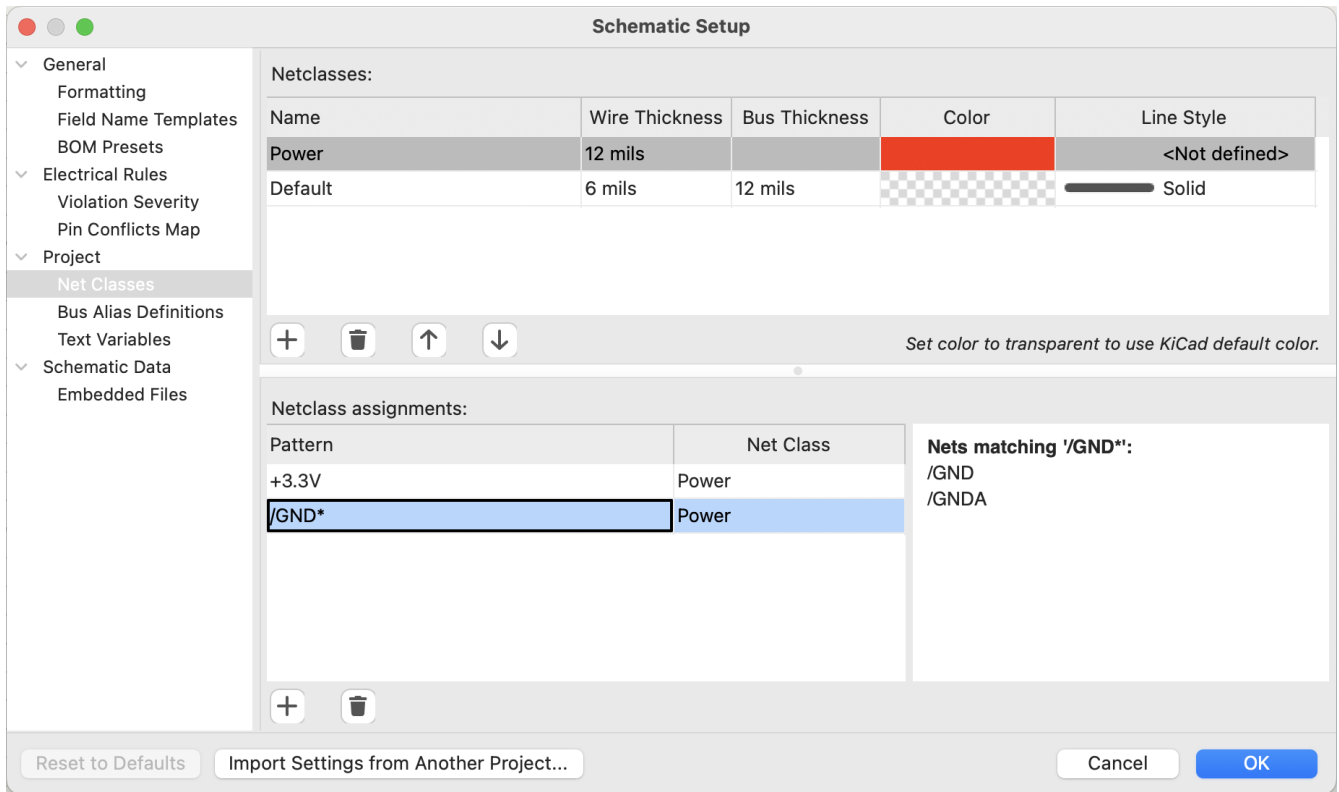 Schematic Setup
General
Formatting
Field Name Templates
BOM Presets
Electrical Rules
Violation Severity
Pin Conflicts Map
Project
Net Classes
Bus Alias Definitions
Text Variables
Schematic Data
Embedded Files
Netclasses:
Name Wire Thickness Bus Thickness Color Line Style
Power 12 mils <Not defined>
Default 6 mils 12 mils Solid
Set color to transparent to use KiCad default color.
Netclass assignments:
Pattern Net Class
+3.3V Power
/GND* Power
Nets matching '/GND*':
/GND
/GNDA
Reset to Defaults Import Settings from Another Project... Cancel OK